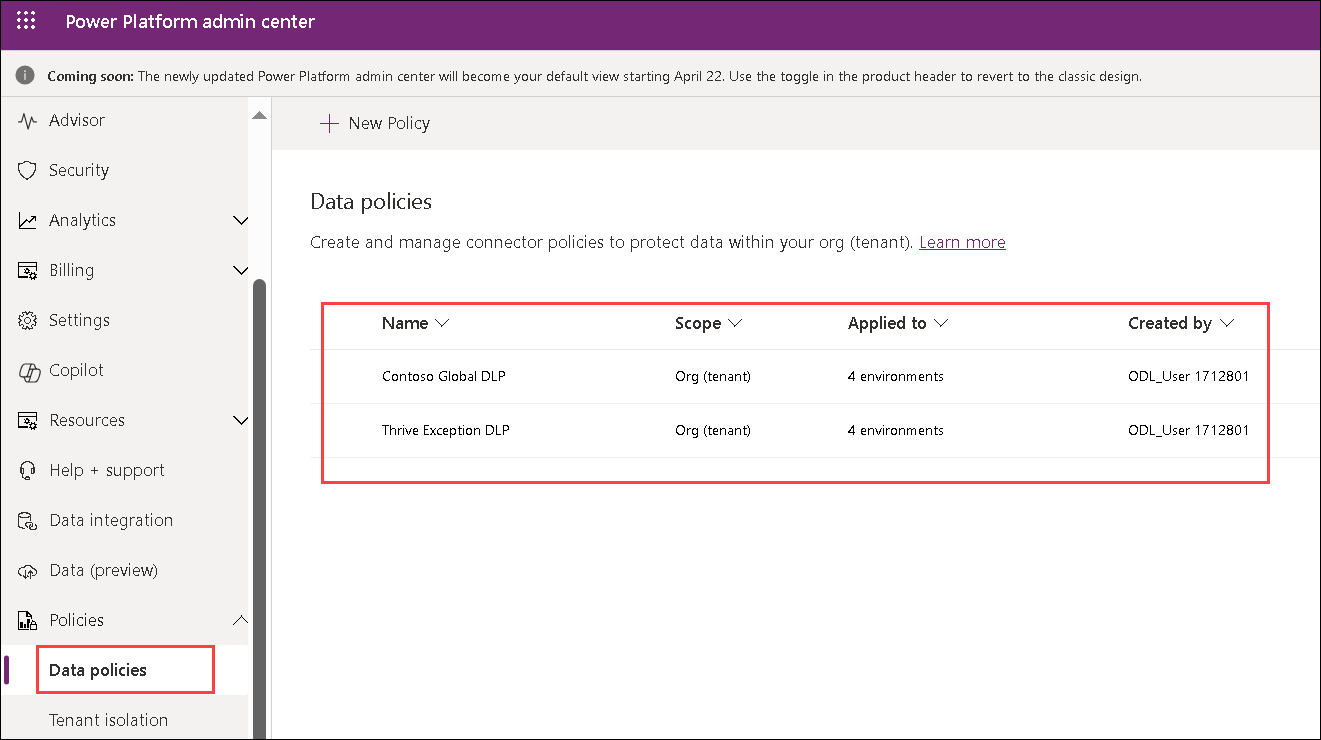 Power Platform admin center
Coming soon: The newly updated Power Platform admin center will become your default view starting April 22. Use the toggle in the product header to revert to the classic design.
Advisor
Security
Analytics
Billing
Settings
Copilot
Resources
Help + support
Data integration
Data (preview)
Policies
Data policies
Tenant isolation
New Policy
Data policies
Create and manage connector policies to protect data within your org (tenant). Learn more
Name Scope Applied to Created by
Contoso Global DLP Org (tenant) 4 environments ODL_User 1712801
Thrive Exception DLP Org (tenant) 4 environments ODL_User 1712801